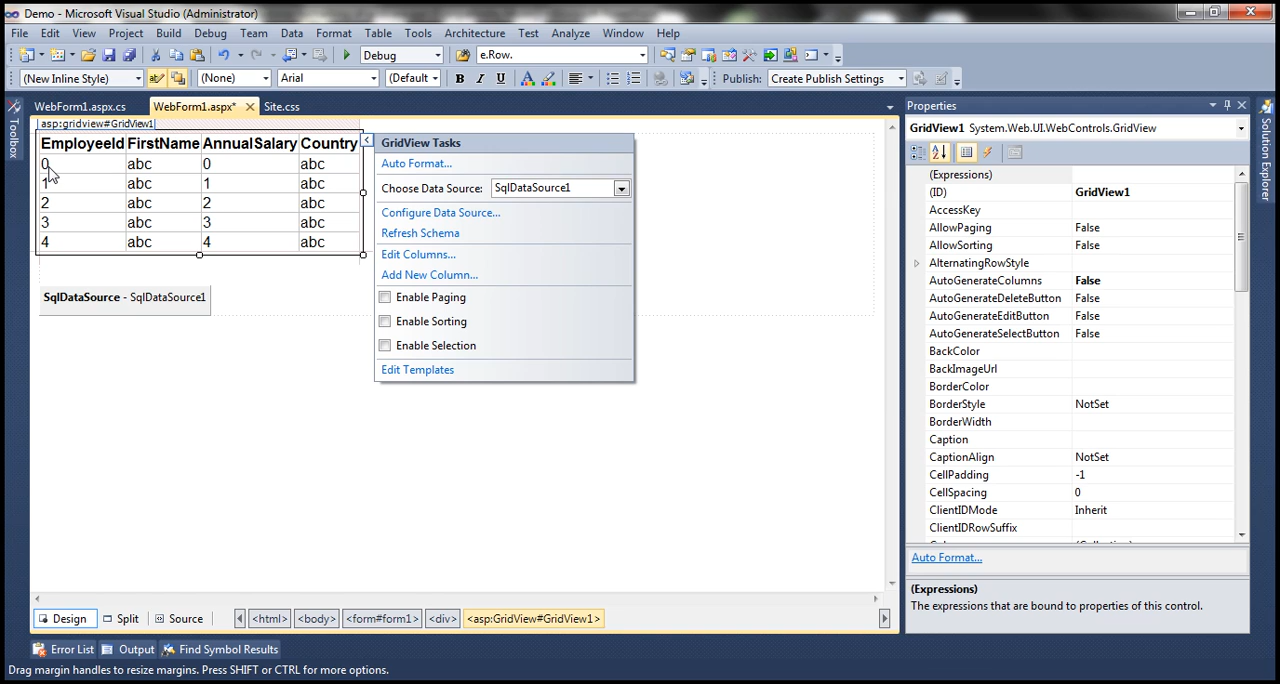 Demo - Microsoft Visual Studio (Administrator)
File Edit View Project Build Debug Team Data Format Table Tools Architecture Test Analyze Window Help
Debug e.Row.
(New Inline Style) (None) Arial (Default B I U A Publish: Create Publish Settings
WebForm1.aspx.cs WebForm1.aspx* Site.css
Toolbox
asp:gridview#GridView1
EmployeeId FirstName AnnualSalary Country
0 abc 0 abc
1 abc 1 abc
2 abc 2 abc
3 abc 3 abc
4 abc 4 abc
SqlDataSource - SqlDataSource1
GridView Tasks
Auto Format...
Choose Data Source: SqlDataSource1
Configure Data Source...
Refresh Schema
Edit Columns...
Add New Column...
Enable Paging
Enable Sorting
Enable Selection
Edit Templates
Properties
GridView1 System.Web.UI.WebControls.GridView
(Expressions)
(ID) GridView1
AccessKey
AllowPaging False
AllowSorting False
AlternatingRowStyle
AutoGenerateColumns False
AutoGenerateDeleteButton False
AutoGenerateEditButton False
AutoGenerateSelectButton False
BackColor
BackImageUrl
BorderColor
BorderStyle NotSet
BorderWidth
Caption
CaptionAlign NotSet
CellPadding -1
CellSpacing 0
ClientIDMode Inherit
ClientIDRowSuffix
Auto Format...
(Expressions)
The expressions that are bound to properties of this control.
Solution Explorer
Design Split Source <html> <body> <form#form1> <div> <asp:GridView#GridView1>
Error List Output Find Symbol Results
Drag margin handles to resize margins. Press SHIFT or CTRL for more options.